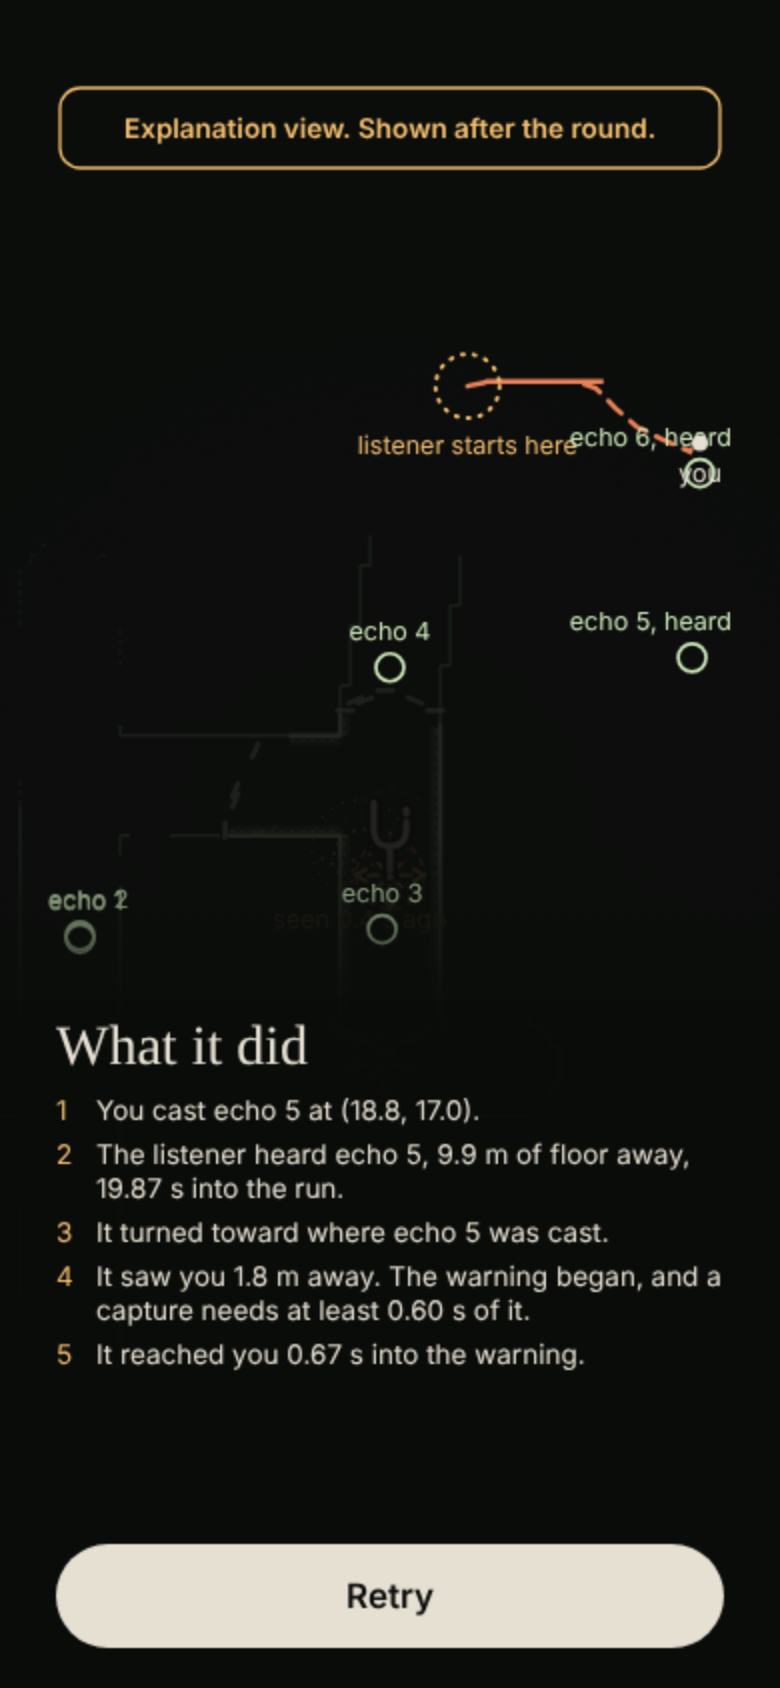 Explanation view. Shown after the round.
echo 6, heard
listener starts here
you
echo 5, heard
echo 4
echo 3
echo
seen
ago
What it did
1 You cast echo 5 at (18.8, 17.0).
2 The listener heard echo 5, 9.9 m of floor away,
19.87 s into the run.
3 It turned toward where echo 5 was cast.
4 It saw you 1.8 m away. The warning began, and a
capture needs at least 0.60 s of it.
5 It reached you 0.67 s into the warning.
Retry